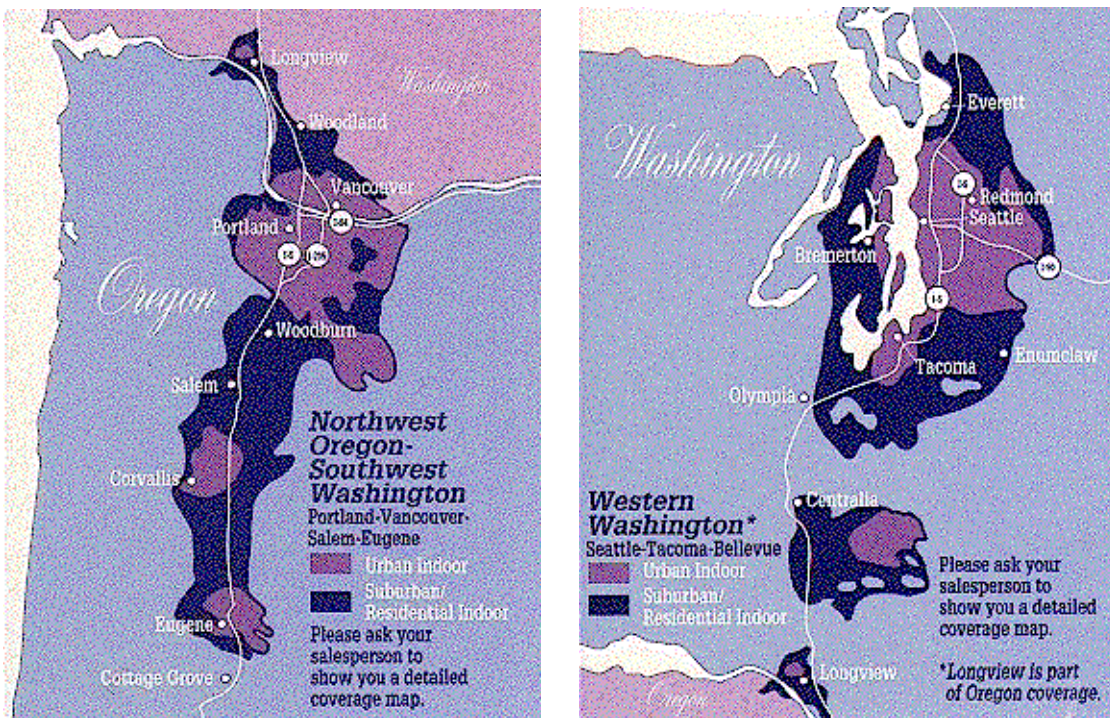 Longview
Washington
Woodland
Vancouver
Portland
I-5
Oregon
Woodburn
Salem
Northwest
Oregon-
Southwest
Washington
Portland-Vancouver-
Salem-Eugene
Corvallis
Urban Indoor
Suburban/
Residential Indoor
Eugene
Please ask your
salesperson to
show you a detailed
coverage map.
Cottage Grove
Everett
Washington
Redmond
Seattle
Bremerton
I-5
Enumclaw
Tacoma
Olympia
Centralia
Western
Washington*
Seattle-Tacoma-Bellevue
Urban Indoor
Suburban/
Residential Indoor
Please ask your
salesperson to
show you a detailed
coverage map.
Longview
Oregon
*Longview is part
of Oregon coverage.